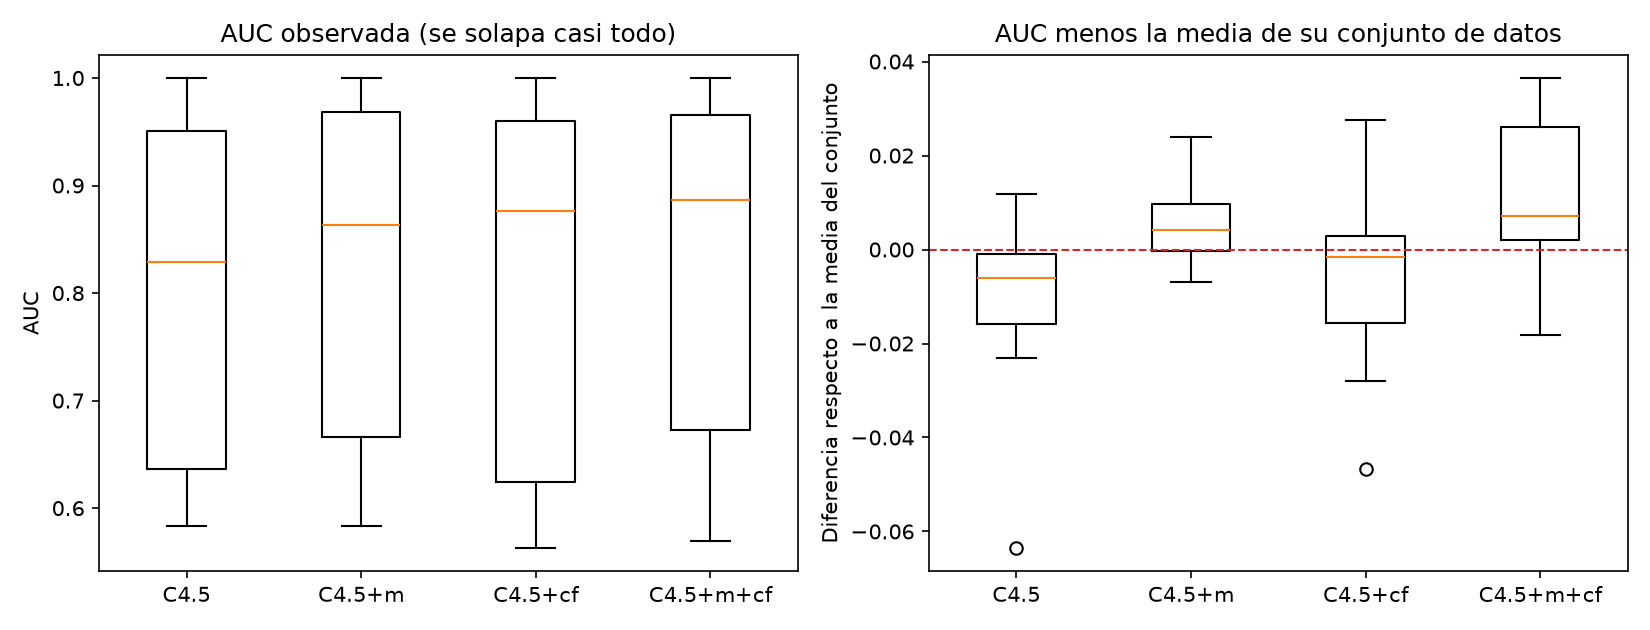 AUC observada (se solapa casi todo)
AUC
1.0
0.9
0.8
0.7
0.6
C4.5
C4.5+m
C4.5+cf
C4.5+m+cf
AUC menos la media de su conjunto de datos
Diferencia respecto a la media del conjunto
0.04
0.02
0.00
−0.02
−0.04
−0.06
C4.5
C4.5+m
C4.5+cf
C4.5+m+cf